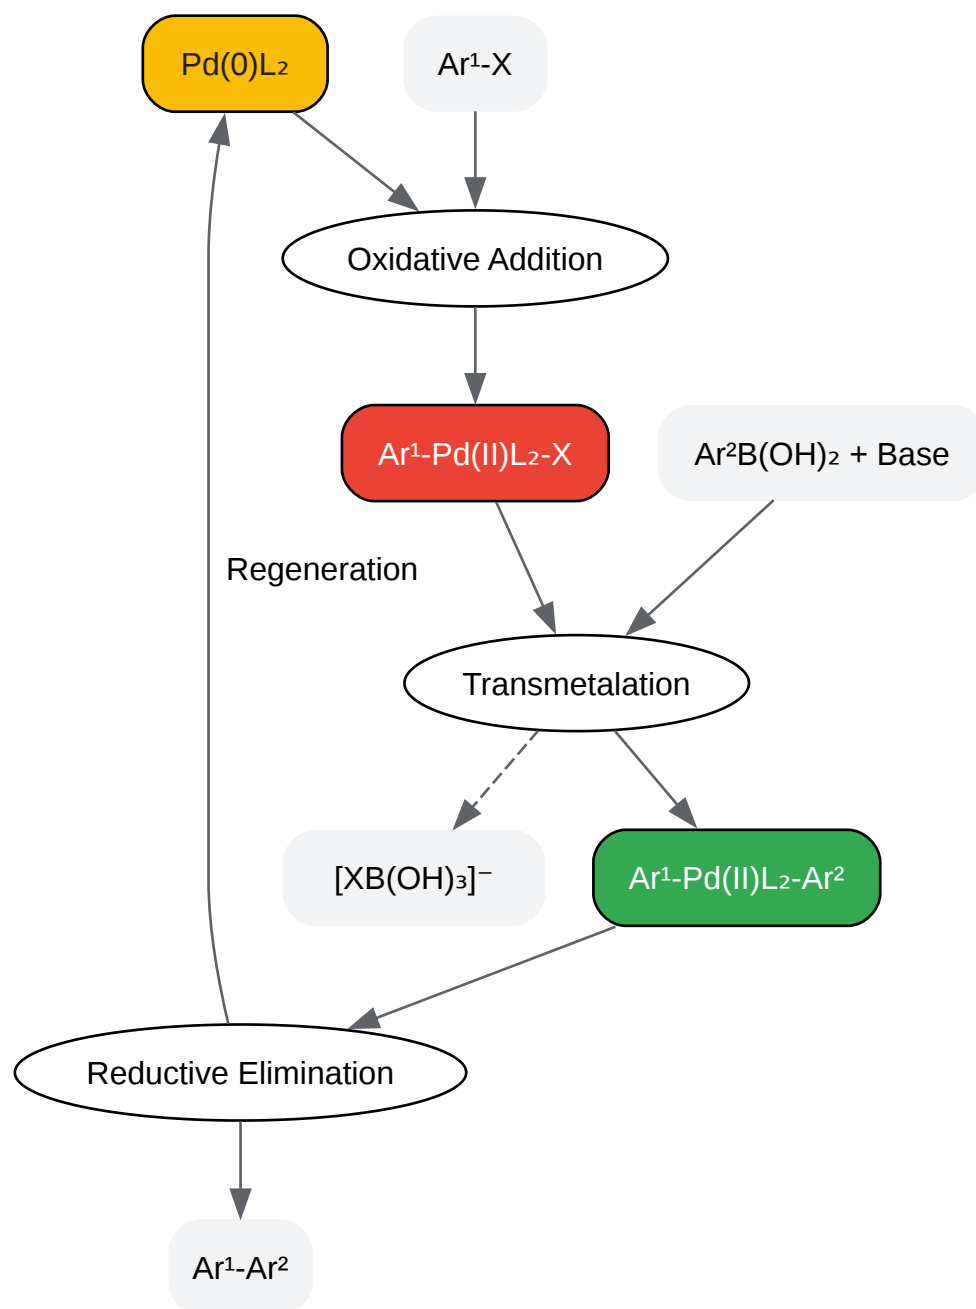 Pd(0)L₂
Ar¹-X
Oxidative Addition
Ar¹-Pd(II)L₂-X
Ar²B(OH)₂ + Base
Regeneration
Transmetalation
[XB(OH)₃]⁻
Ar¹-Pd(II)L₂-Ar²
Reductive Elimination
Ar¹-Ar²